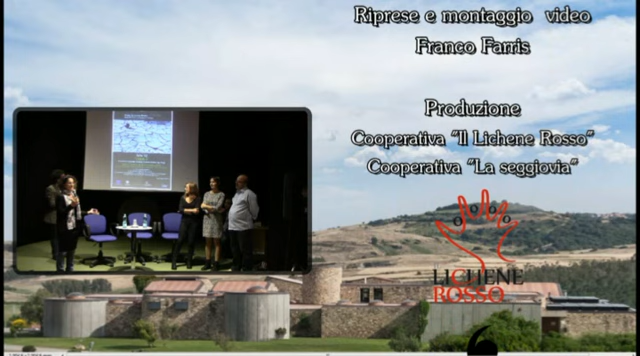 Riprese e montaggio video
Franco Farris
Produzione
Cooperativa "Il Lichene Rosso"
Cooperativa "La seggiovia"
LICHENE
ROSSO